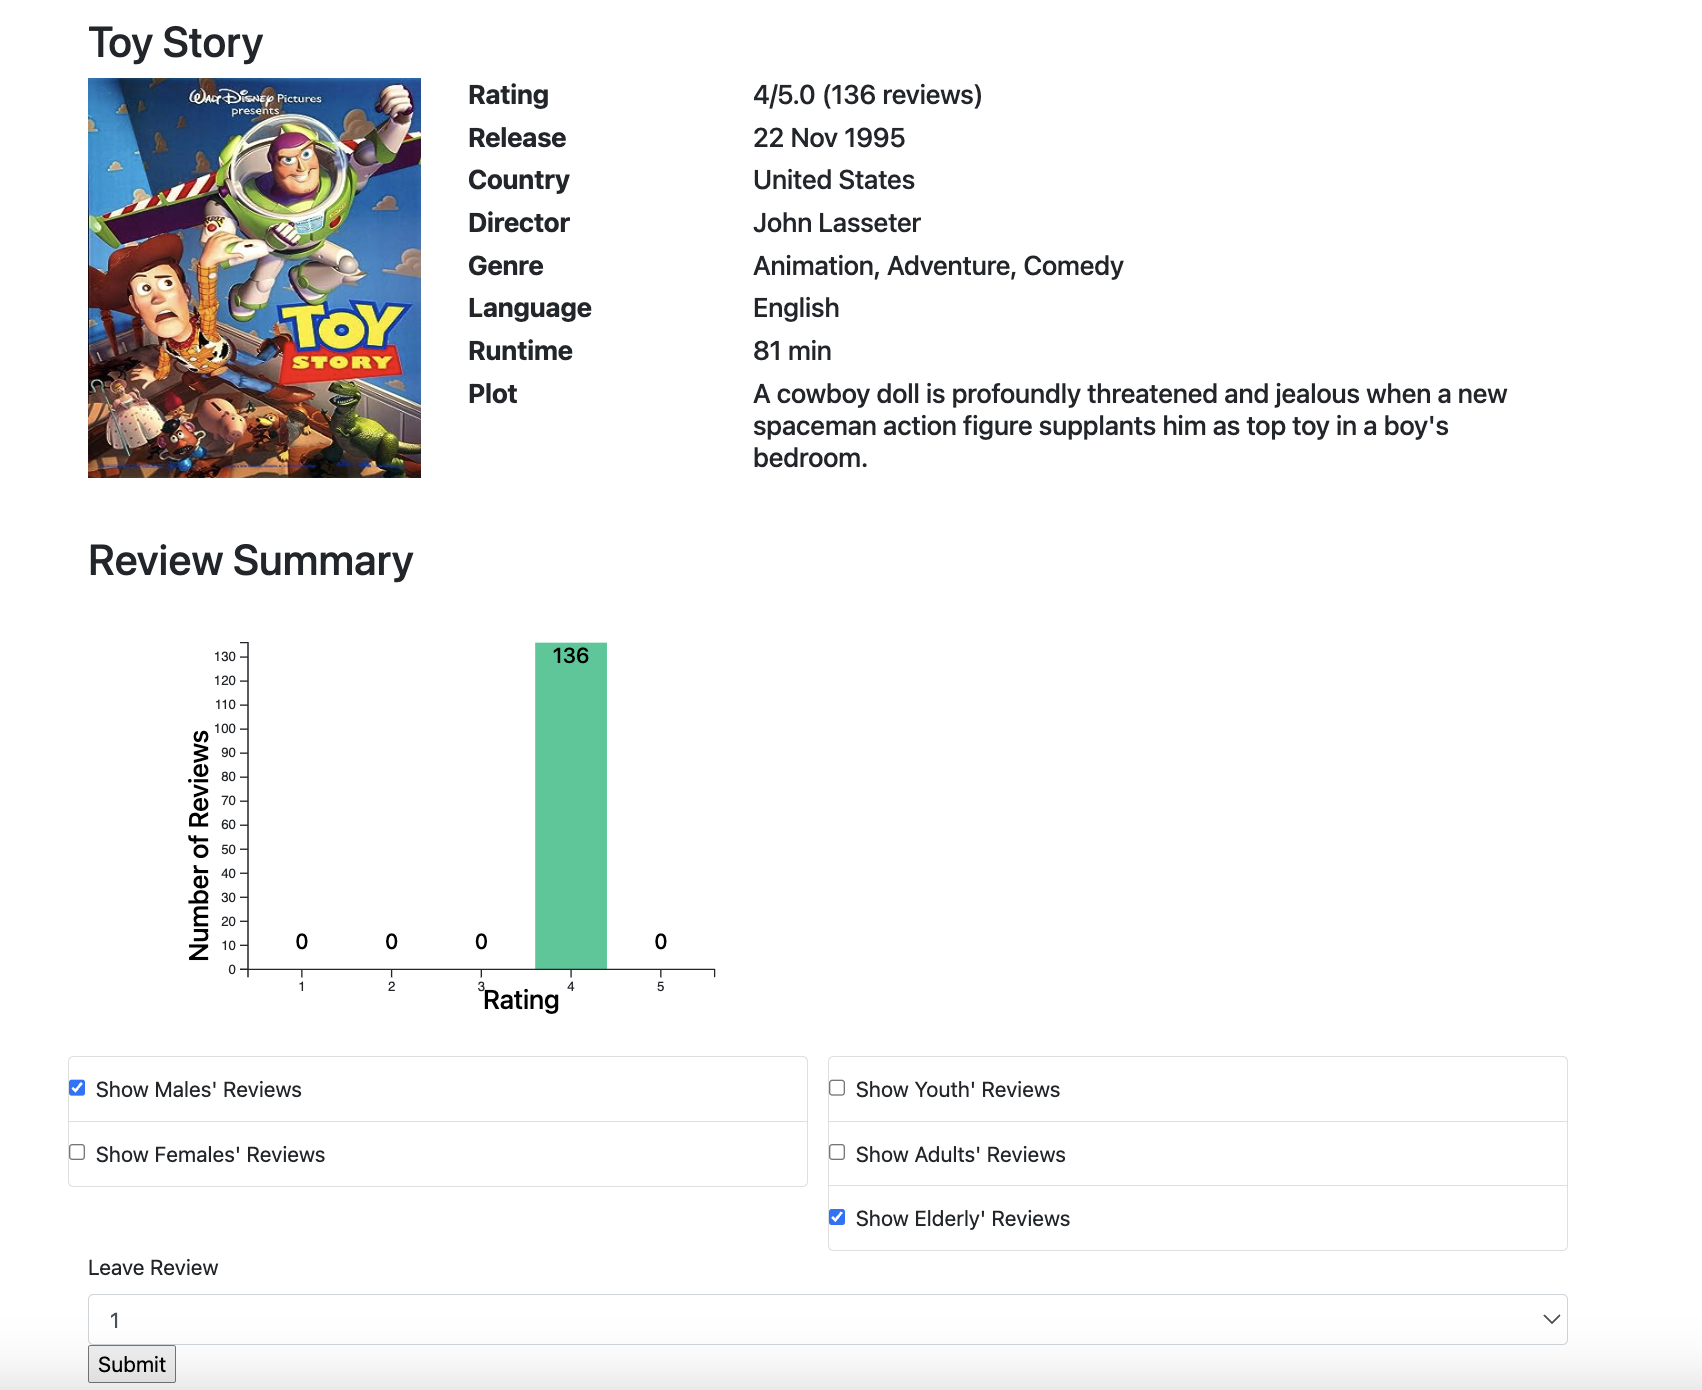 Toy Story
WALT DISNEY Pictures
presents
TOY
STORY
Rating 4/5.0 (136 reviews)
Release 22 Nov 1995
Country United States
Director John Lasseter
Genre Animation, Adventure, Comedy
Language English
Runtime 81 min
Plot A cowboy doll is profoundly threatened and jealous when a new
spaceman action figure supplants him as top toy in a boy's
bedroom.
Review Summary
Number of Reviews
130
120
110
100
90
80
70
60
50
40
30
20
10
0
0 0 0 136 0
1 2 3 4 5
Rating
Show Males' Reviews
Show Females' Reviews
Show Youth' Reviews
Show Adults' Reviews
Show Elderly' Reviews
Leave Review
1
Submit